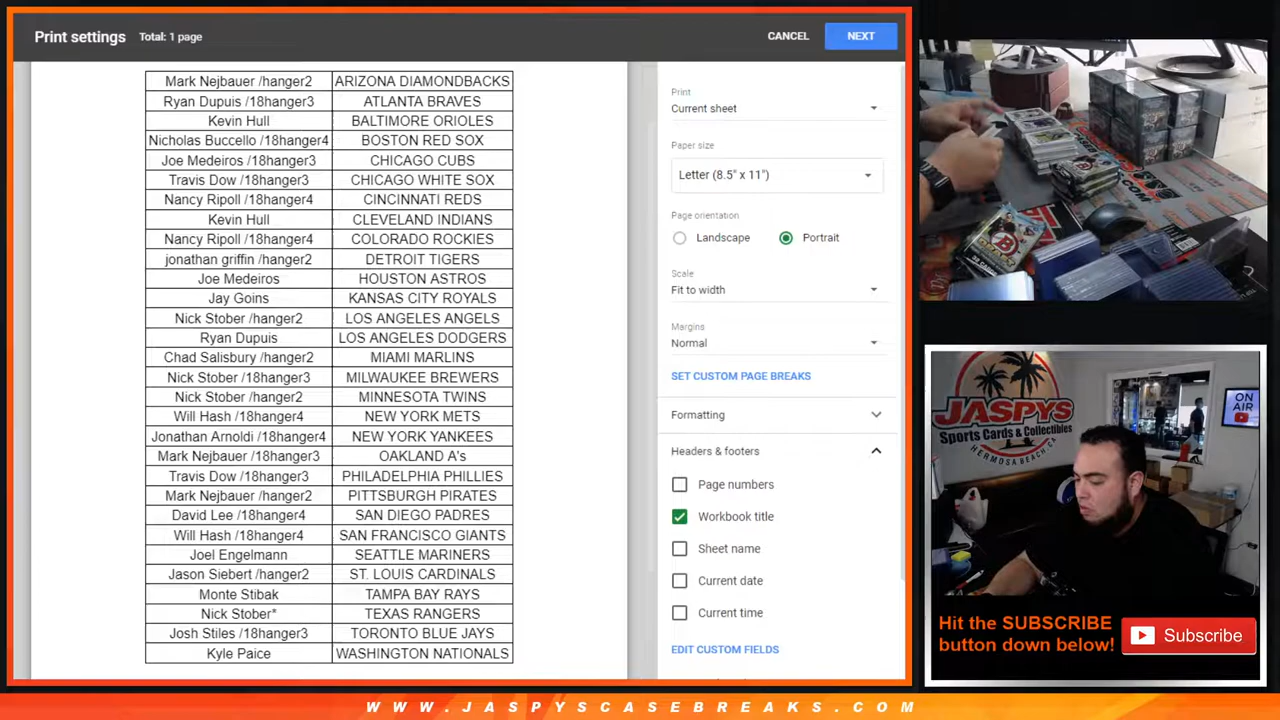 Print settings Total: 1 page CANCEL NEXT
Mark Nejbauer /hanger2 ARIZONA DIAMONDBACKS
Ryan Dupuis /18hanger3 ATLANTA BRAVES
Kevin Hull BALTIMORE ORIOLES
Nicholas Buccello /18hanger4 BOSTON RED SOX
Joe Medeiros /18hanger3 CHICAGO CUBS
Travis Dow /18hanger3 CHICAGO WHITE SOX
Nancy Ripoll /18hanger4 CINCINNATI REDS
Kevin Hull CLEVELAND INDIANS
Nancy Ripoll /18hanger4 COLORADO ROCKIES
jonathan griffin /hanger2 DETROIT TIGERS
Joe Medeiros HOUSTON ASTROS
Jay Goins KANSAS CITY ROYALS
Nick Stober /hanger2 LOS ANGELES ANGELS
Ryan Dupuis LOS ANGELES DODGERS
Chad Salisbury /hanger2 MIAMI MARLINS
Nick Stober /18hanger3 MILWAUKEE BREWERS
Nick Stober /hanger2 MINNESOTA TWINS
Will Hash /18hanger4 NEW YORK METS
Jonathan Arnoldi /18hanger4 NEW YORK YANKEES
Mark Nejbauer /18hanger3 OAKLAND A's
Travis Dow /18hanger3 PHILADELPHIA PHILLIES
Mark Nejbauer /hanger2 PITTSBURGH PIRATES
David Lee /18hanger4 SAN DIEGO PADRES
Will Hash /18hanger4 SAN FRANCISCO GIANTS
Joel Engelmann SEATTLE MARINERS
Jason Siebert /hanger2 ST. LOUIS CARDINALS
Monte Stibak TAMPA BAY RAYS
Nick Stober* TEXAS RANGERS
Josh Stiles /18hanger3 TORONTO BLUE JAYS
Kyle Paice WASHINGTON NATIONALS
Print
Current sheet
Paper size
Letter (8.5" x 11")
Page orientation
Landscape Portrait
Scale
Fit to width
Margins
Normal
SET CUSTOM PAGE BREAKS
Formatting
Headers & footers
Page numbers
Workbook title
Sheet name
Current date
Current time
EDIT CUSTOM FIELDS
JASPYS
Sports Cards & Collectibles
HERMOSA BEACH. CA
ON
AIR
Hit the SUBSCRIBE
button down below!
Subscribe
WWW.JASPYSCASEBREAKS.COM